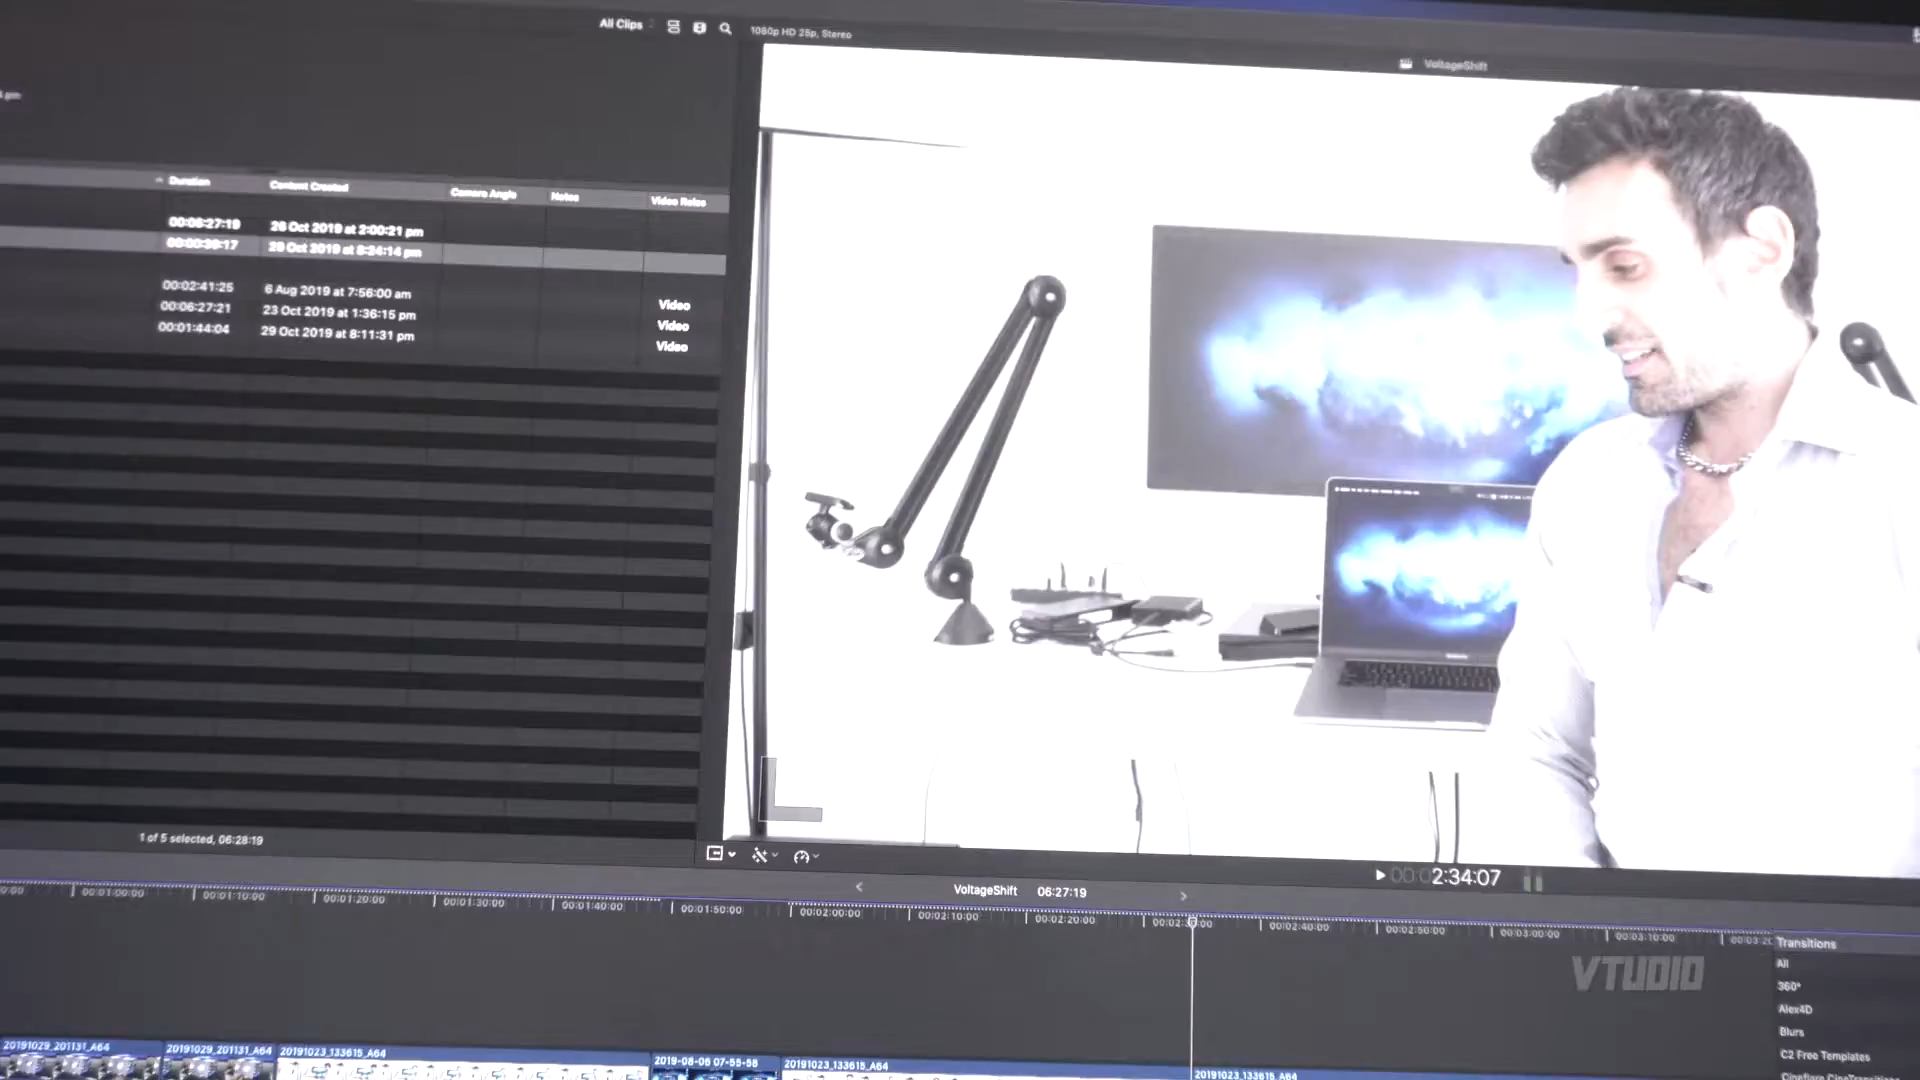 All Clips
1080p HD 25p, Stereo
VoltageShift
Duration Content Created Camera Angle Notes Video Roles
00:06:27:19 26 Oct 2019 at 2:00:21 pm
29 Oct 2019 at 8:24:14 pm
00:02:41:25 6 Aug 2019 at 7:56:00 am Video
00:06:27:21 23 Oct 2019 at 1:36:15 pm Video
00:01:44:04 29 Oct 2019 at 8:11:31 pm Video
1 of 5 selected, 06:28:19
2:34:07
VoltageShift 06:27:19
00:01:00:00 00:01:10:00 00:01:20:00 00:01:30:00 00:01:40:00 00:01:50:00 00:02:00:00 00:02:10:00 00:02:20:00 00:02:40:00 00:02:50:00 00:03:00:00 00:03:10:00
Transitions
All
360°
Alex4D
Blurs
C2 Free Templates
VTUDIO
20191029_201131_A64 20191029_201131_A64 20191023_133615_A64 2019-08-06 07-55-58 20191023_133615_A64 20191023_133615_A64